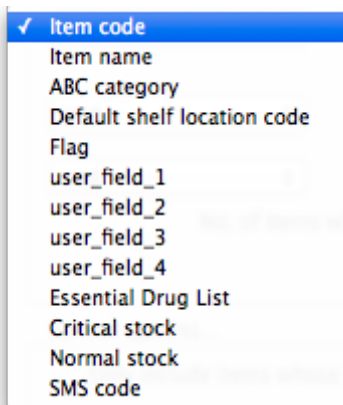 ✓ Item code
Item name
ABC category
Default shelf location code
Flag
user_field_1
user_field_2
user_field_3
user_field_4
Essential Drug List
Critical stock
Normal stock
SMS code